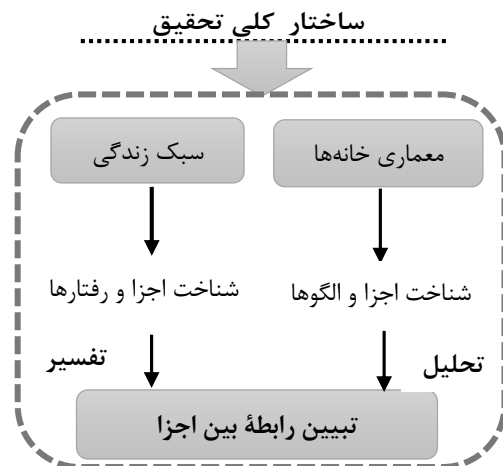 ساختار کلی تحقیق
معماری خانه‌ها
سبک زندگی
شناخت اجزا و الگوها
شناخت اجزا و رفتارها
تحلیل
تفسیر
تبیین رابطۀ بین اجزا